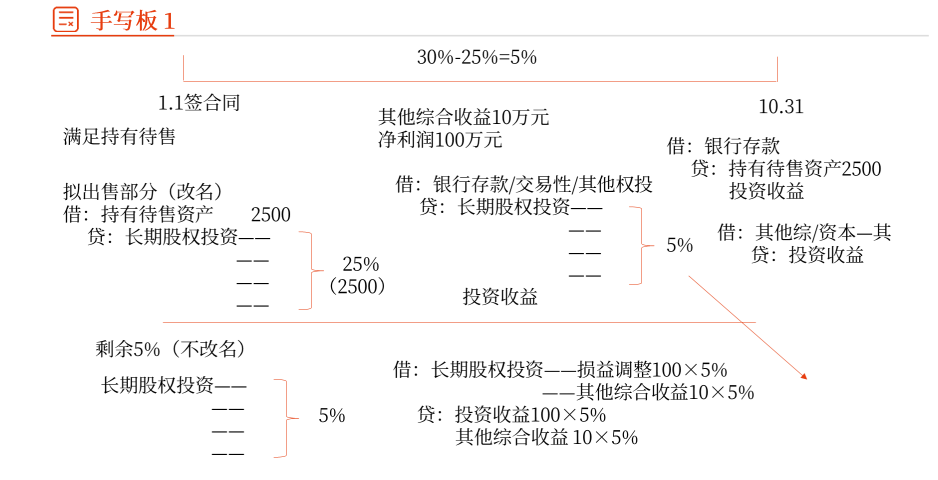 手写板 1
30%-25%=5%
1.1签合同
满足持有待售
拟出售部分（改名）
借：持有待售资产 2500
贷：长期股权投资——
——
——
——
25%
（2500）
其他综合收益10万元
净利润100万元
借：银行存款/交易性/其他权投
贷：长期股权投资——
——
——
——
投资收益
5%
10.31
借：银行存款
贷：持有待售资产2500
投资收益
借：其他综/资本—其
贷：投资收益
剩余5%（不改名）
长期股权投资——
——
——
——
5%
借：长期股权投资——损益调整100×5%
——其他综合收益10×5%
贷：投资收益100×5%
其他综合收益 10×5%